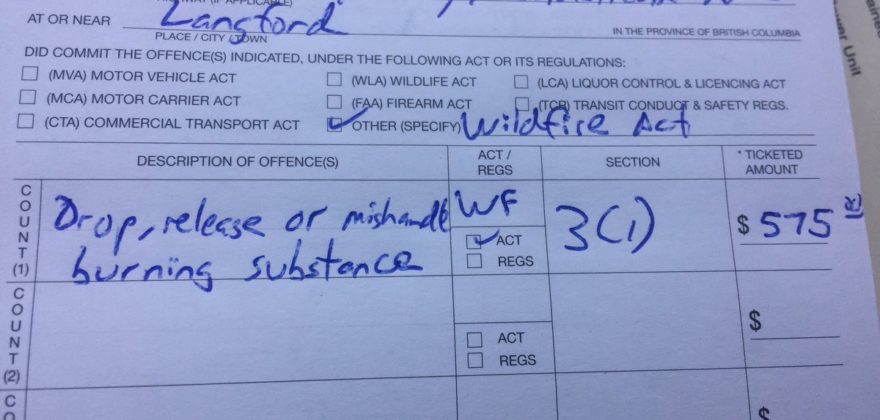 (IF APPLICABLE)
AT OR NEAR Langford
PLACE / CITY / TOWN IN THE PROVINCE OF BRITISH COLUMBIA
DID COMMIT THE OFFENCE(S) INDICATED, UNDER THE FOLLOWING ACT OR ITS REGULATIONS:
(MVA) MOTOR VEHICLE ACT (WLA) WILDLIFE ACT (LCA) LIQUOR CONTROL & LICENCING ACT
(MCA) MOTOR CARRIER ACT (FAA) FIREARM ACT (TCR) TRANSIT CONDUCT & SAFETY REGS.
(CTA) COMMERCIAL TRANSPORT ACT OTHER (SPECIFY) Wildfire Act
DESCRIPTION OF OFFENCE(S) ACT / REGS SECTION * TICKETED AMOUNT
COUNT (1) Drop, release or mishandle WF 3(1) $ 575
burning substance ACT
REGS
COUNT (2) $
ACT
REGS
CO $
Unit